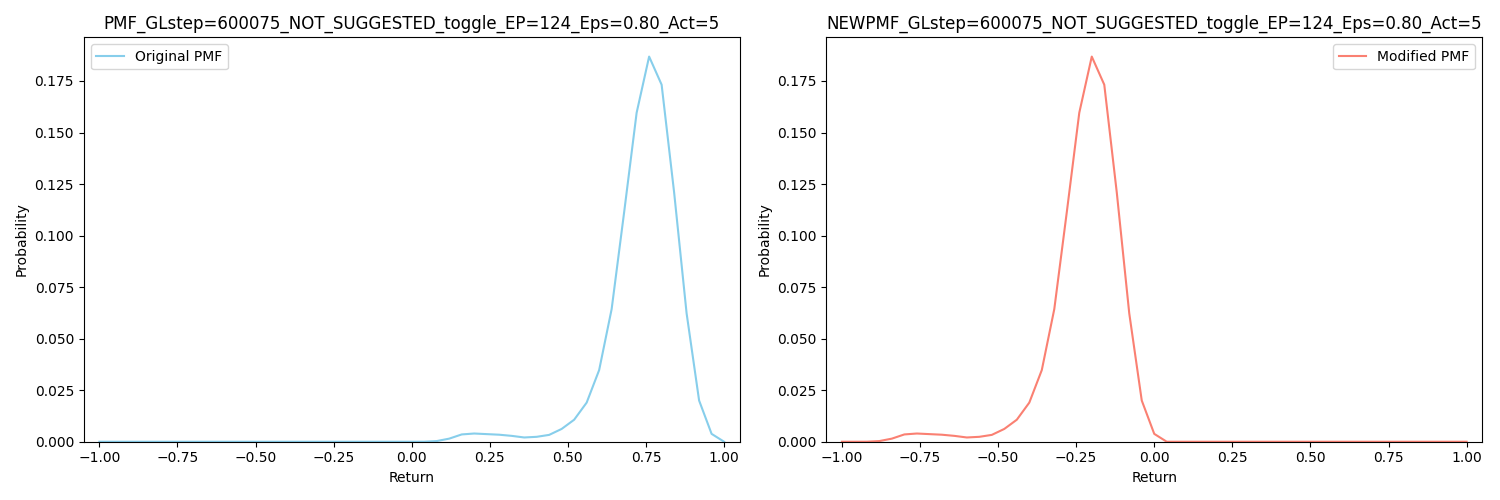 PMF_GLstep=600075_NOT_SUGGESTED_toggle_EP=124_Eps=0.80_Act=5
Original PMF
Probability
0.175
0.150
0.125
0.100
0.075
0.050
0.025
0.000
−1.00 −0.75 −0.50 −0.25 0.00 0.25 0.50 0.75 1.00
Return
NEWPMF_GLstep=600075_NOT_SUGGESTED_toggle_EP=124_Eps=0.80_Act=5
Modified PMF
Probability
0.175
0.150
0.125
0.100
0.075
0.050
0.025
0.000
−1.00 −0.75 −0.50 −0.25 0.00 0.25 0.50 0.75 1.00
Return